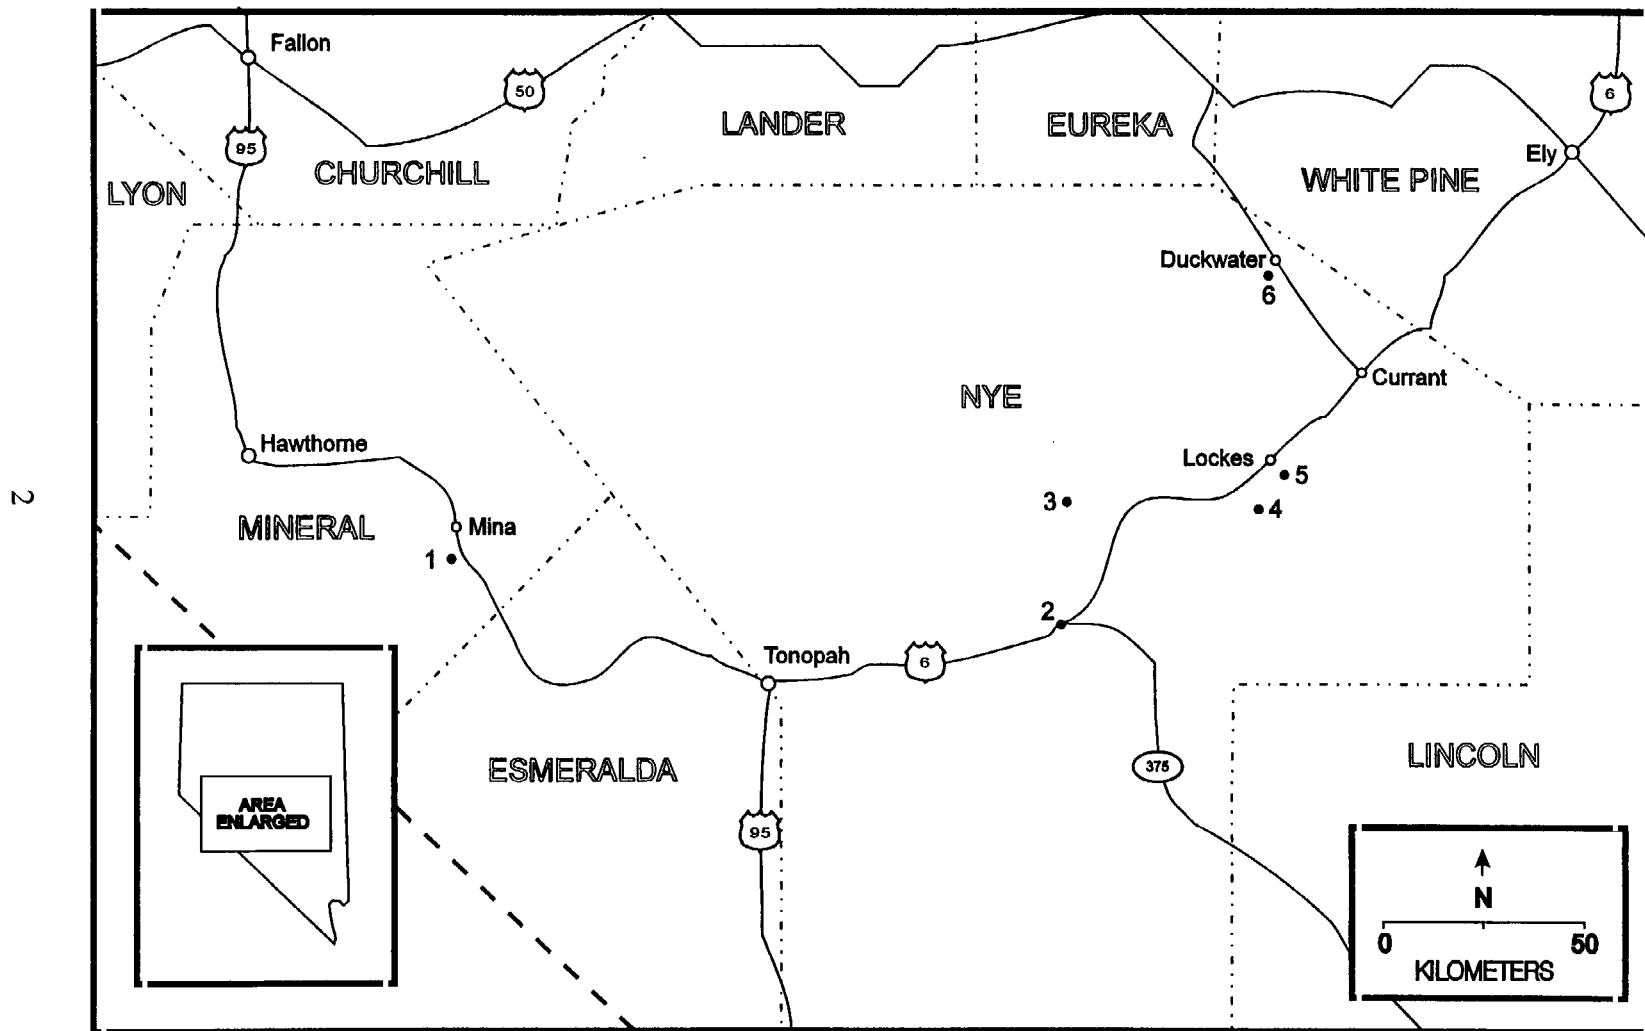 Fallon
50
6
LANDER
EUREKA
95
Ely
CHURCHILL
WHITE PINE
LYON
Duckwater
6
Currant
NYE
Hawthorne
Lockes
5
3
4
2
MINERAL
Mina
1
2
Tonopah
6
ESMERALDA
LINCOLN
375
AREA
ENLARGED
95
N
0 50
KILOMETERS